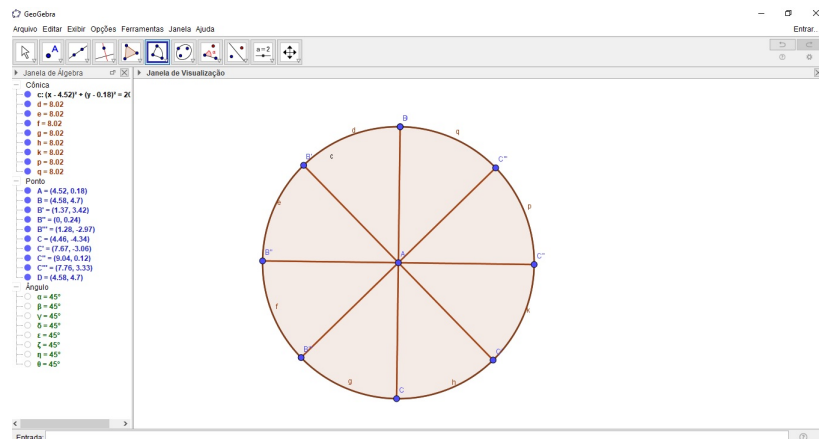 GeoGebra
Arquivo Editar Exibir Opções Ferramentas Janela Ajuda
Entrar...
A
a=2
Janela de Álgebra
Janela de Visualização
Cônica
c: (x - 4.52)² + (y - 0.18)² = 20
d = 8.02
e = 8.02
f = 8.02
g = 8.02
h = 8.02
k = 8.02
p = 8.02
q = 8.02
Ponto
A = (4.52, 0.18)
B = (4.58, 4.7)
B' = (1.37, 3.42)
B'' = (0, 0.24)
B''' = (1.28, -2.97)
C = (4.46, -4.34)
C' = (7.67, -3.06)
C'' = (9.04, 0.12)
C''' = (7.76, 3.33)
D = (4.58, 4.7)
Ângulo
α = 45°
β = 45°
γ = 45°
δ = 45°
ε = 45°
ζ = 45°
η = 45°
θ = 45°
d
q
B'
c
C'''
e
p
B''
A
C''
f
k
B'''
C'
g
h
C
Entrada: